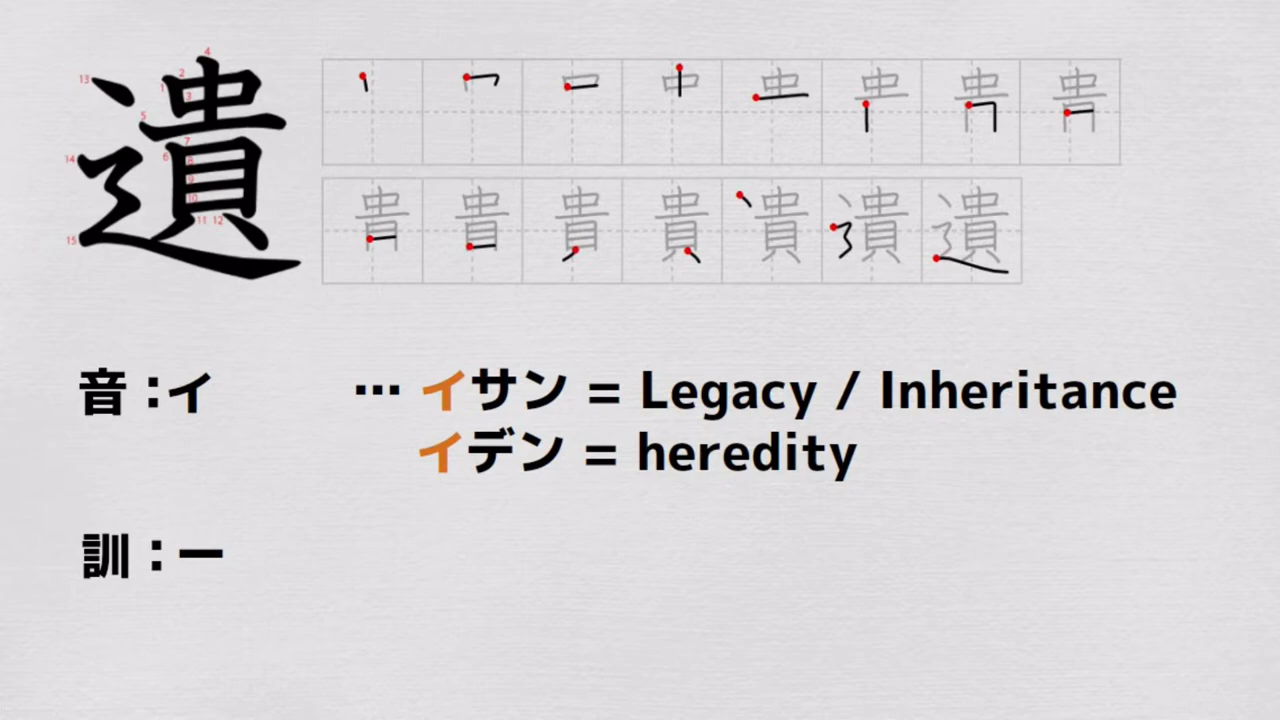 遺
音：イ … イサン = Legacy / Inheritance
イデン = heredity
訓：ー